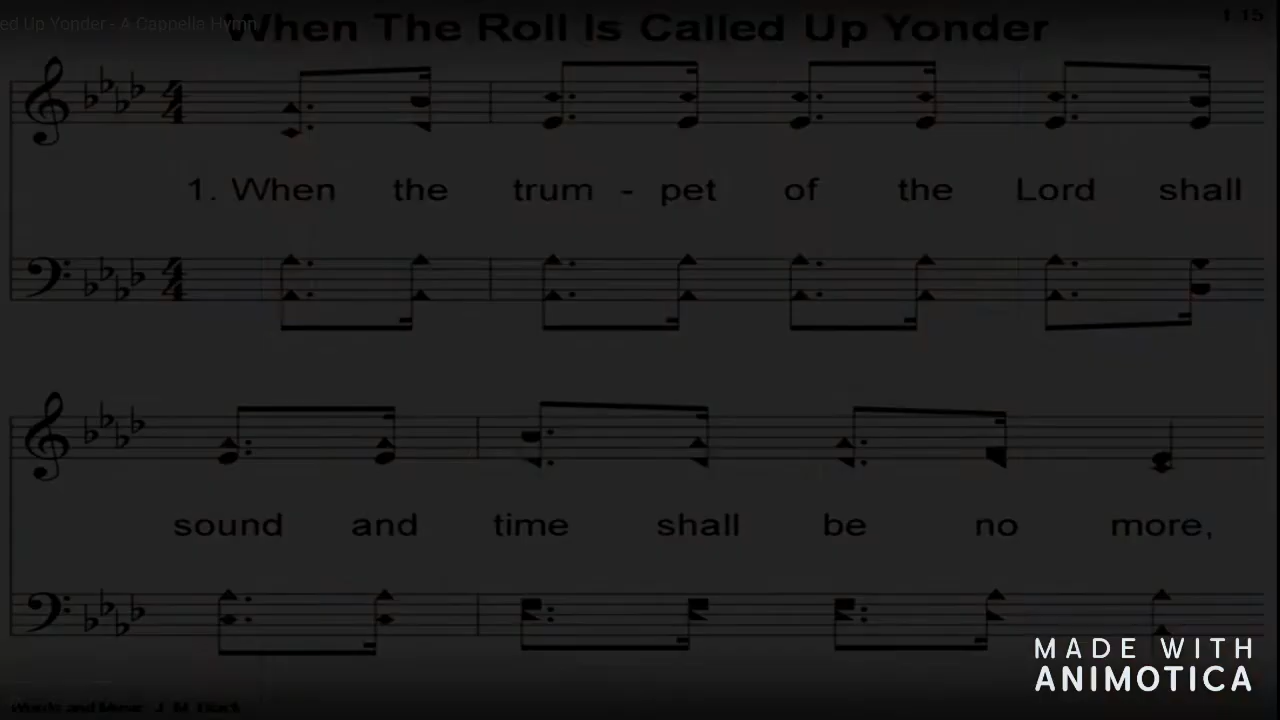 ed Up Yonder - A Cappella Hymn
When The Roll Is Called Up Yonder
1. When the trum - pet of the Lord shall
sound and time shall be no more,
Words and Music: J. M. Black
MADE WITH
ANIMOTICA